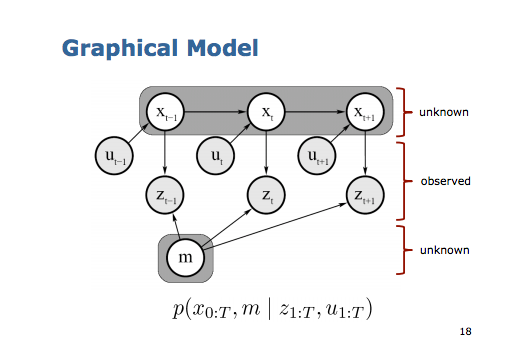 Graphical Model
x_{t-1} x_t x_{t+1} unknown
u_{t-1} u_t u_{t+1}
observed
z_{t-1} z_t z_{t+1}
unknown
m
p(x_{0:T}, m | z_{1:T}, u_{1:T})
18